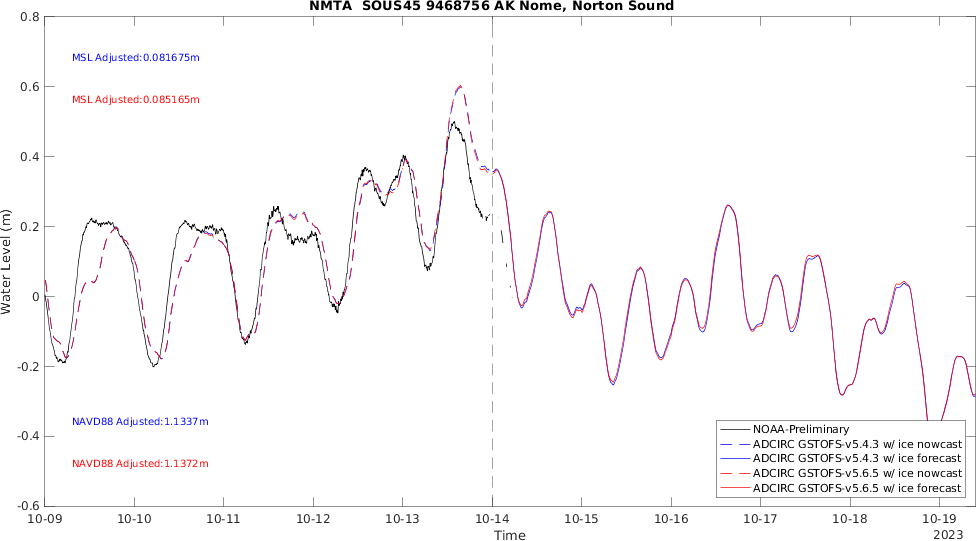 NMTA  SOUS45 9468756 AK Nome, Norton Sound
0.8
0.6
0.4
0.2
0
-0.2
-0.4
-0.6
Water Level (m)
MSL Adjusted:0.081675m
MSL Adjusted:0.085165m
NAVD88 Adjusted:1.1337m
NAVD88 Adjusted:1.1372m
NOAA-Preliminary
ADCIRC GSTOFS-v5.4.3 w/ ice nowcast
ADCIRC GSTOFS-v5.4.3 w/ ice forecast
ADCIRC GSTOFS-v5.6.5 w/ ice nowcast
ADCIRC GSTOFS-v5.6.5 w/ ice forecast
10-09 10-10 10-11 10-12 10-13 10-14 10-15 10-16 10-17 10-18 10-19
2023
Time